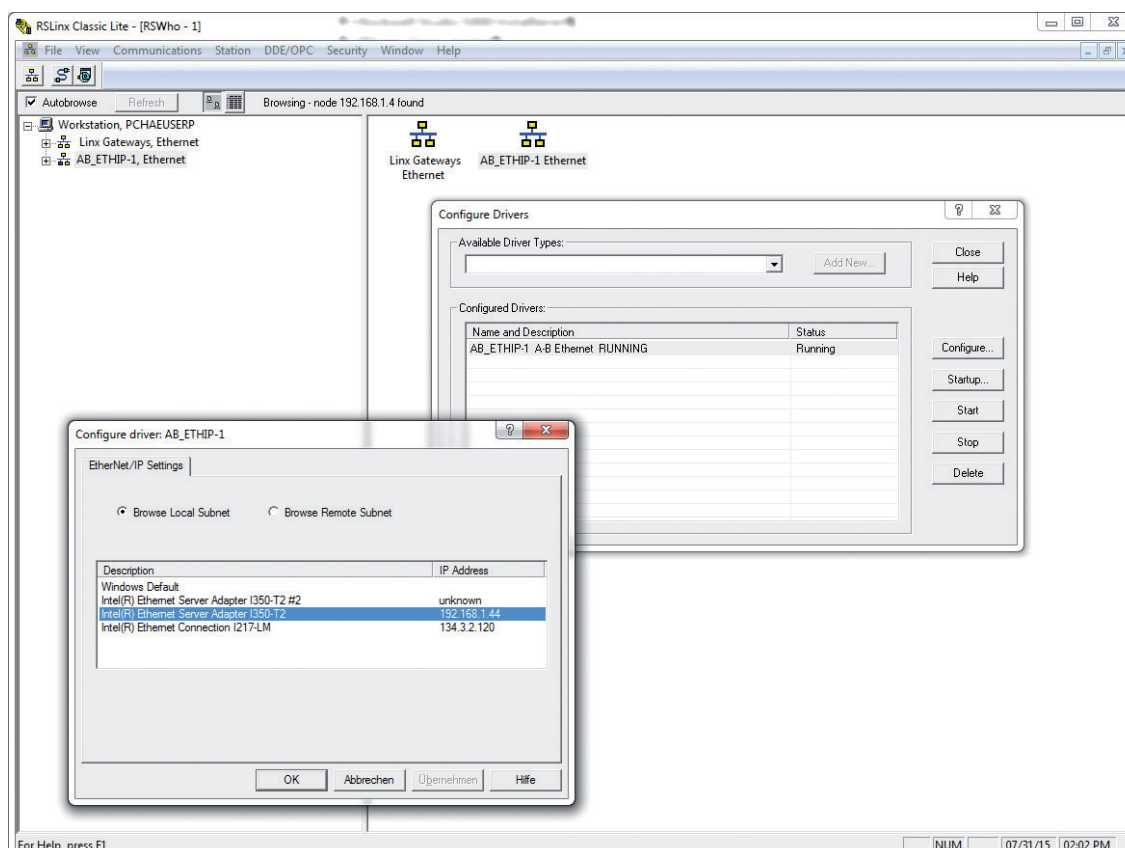 RSLinx Classic Lite - [RSWho - 1]
File View Communications Station DDE/OPC Security Window Help
Autobrowse Refresh Browsing - node 192.168.1.4 found
Workstation, PCHAEUSERP
Linx Gateways, Ethernet
AB_ETHIP-1, Ethernet
Linx Gateways
Ethernet
AB_ETHIP-1 Ethernet
Configure Drivers
Available Driver Types:
Add New...
Close
Help
Configured Drivers:
Name and Description Status
AB_ETHIP-1 A-B Ethernet RUNNING Running
Configure...
Startup...
Start
Stop
Delete
Configure driver: AB_ETHIP-1
EtherNet/IP Settings
Browse Local Subnet Browse Remote Subnet
Description IP Address
Windows Default
Intel(R) Ethernet Server Adapter I350-T2 #2 unknown
Intel(R) Ethernet Server Adapter I350-T2 192.168.1.44
Intel(R) Ethernet Connection I217-LM 134.3.2.120
OK Abbrechen Übernehmen Hilfe
For Help, press F1 NUM 07/31/15 02:02 PM